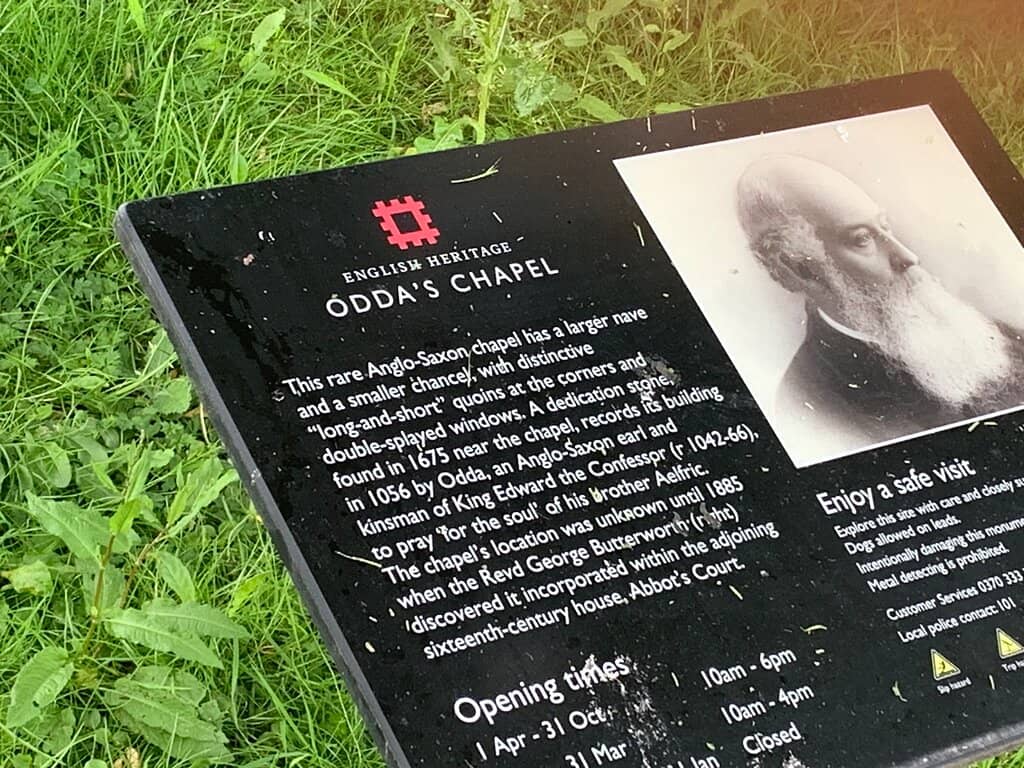 ENGLISH HERITAGE
ODDA'S CHAPEL
This rare Anglo-Saxon chapel has a larger nave
and a smaller chancel, with distinctive
"long-and-short" quoins at the corners and
double-splayed windows. A dedication stone,
found in 1675 near the chapel, records its building
in 1056 by Odda, an Anglo-Saxon earl and
kinsman of King Edward the Confessor (r 1042-66),
to pray 'for the soul' of his brother Aelfric.
The chapel's location was unknown until 1885
when the Revd George Butterworth (right)
discovered it incorporated within the adjoining
sixteenth-century house, Abbot's Court.
Opening times
1 Apr - 31 Oct 10am - 6pm
31 Mar 10am - 4pm
Jan Closed
Enjoy a safe visit
Explore this site with care and closely
Dogs allowed on leads.
Intentionally damaging this
Metal detecting is prohibited.
Customer Services 0370 333
Local police contact: 101
Slip hazard
Trip